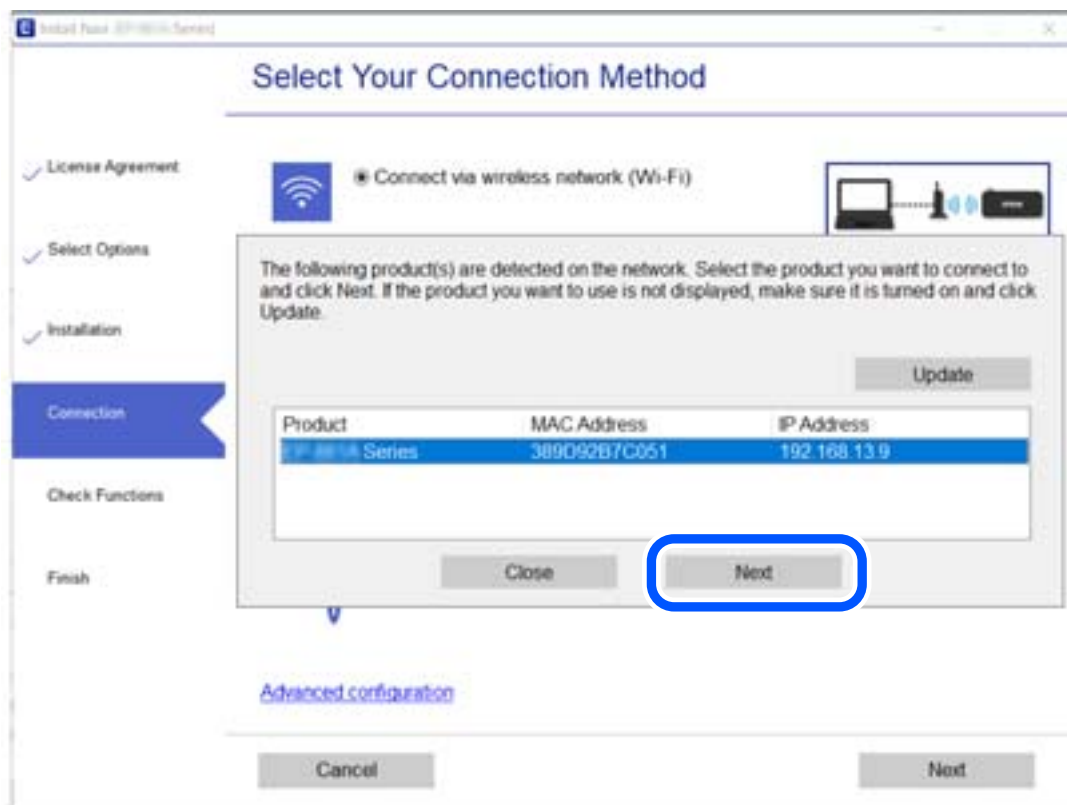 Select Your Connection Method
License Agreement
Select Options
Installation
Connection
Check Functions
Finish
Connect via wireless network (Wi-Fi)
The following product(s) are detected on the network. Select the product you want to connect to
and click Next. If the product you want to use is not displayed, make sure it is turned on and click
Update.
Update
Product MAC Address IP Address
Series 389D92B7C051 192.168.13.9
Close Next
Advanced configuration
Cancel Next